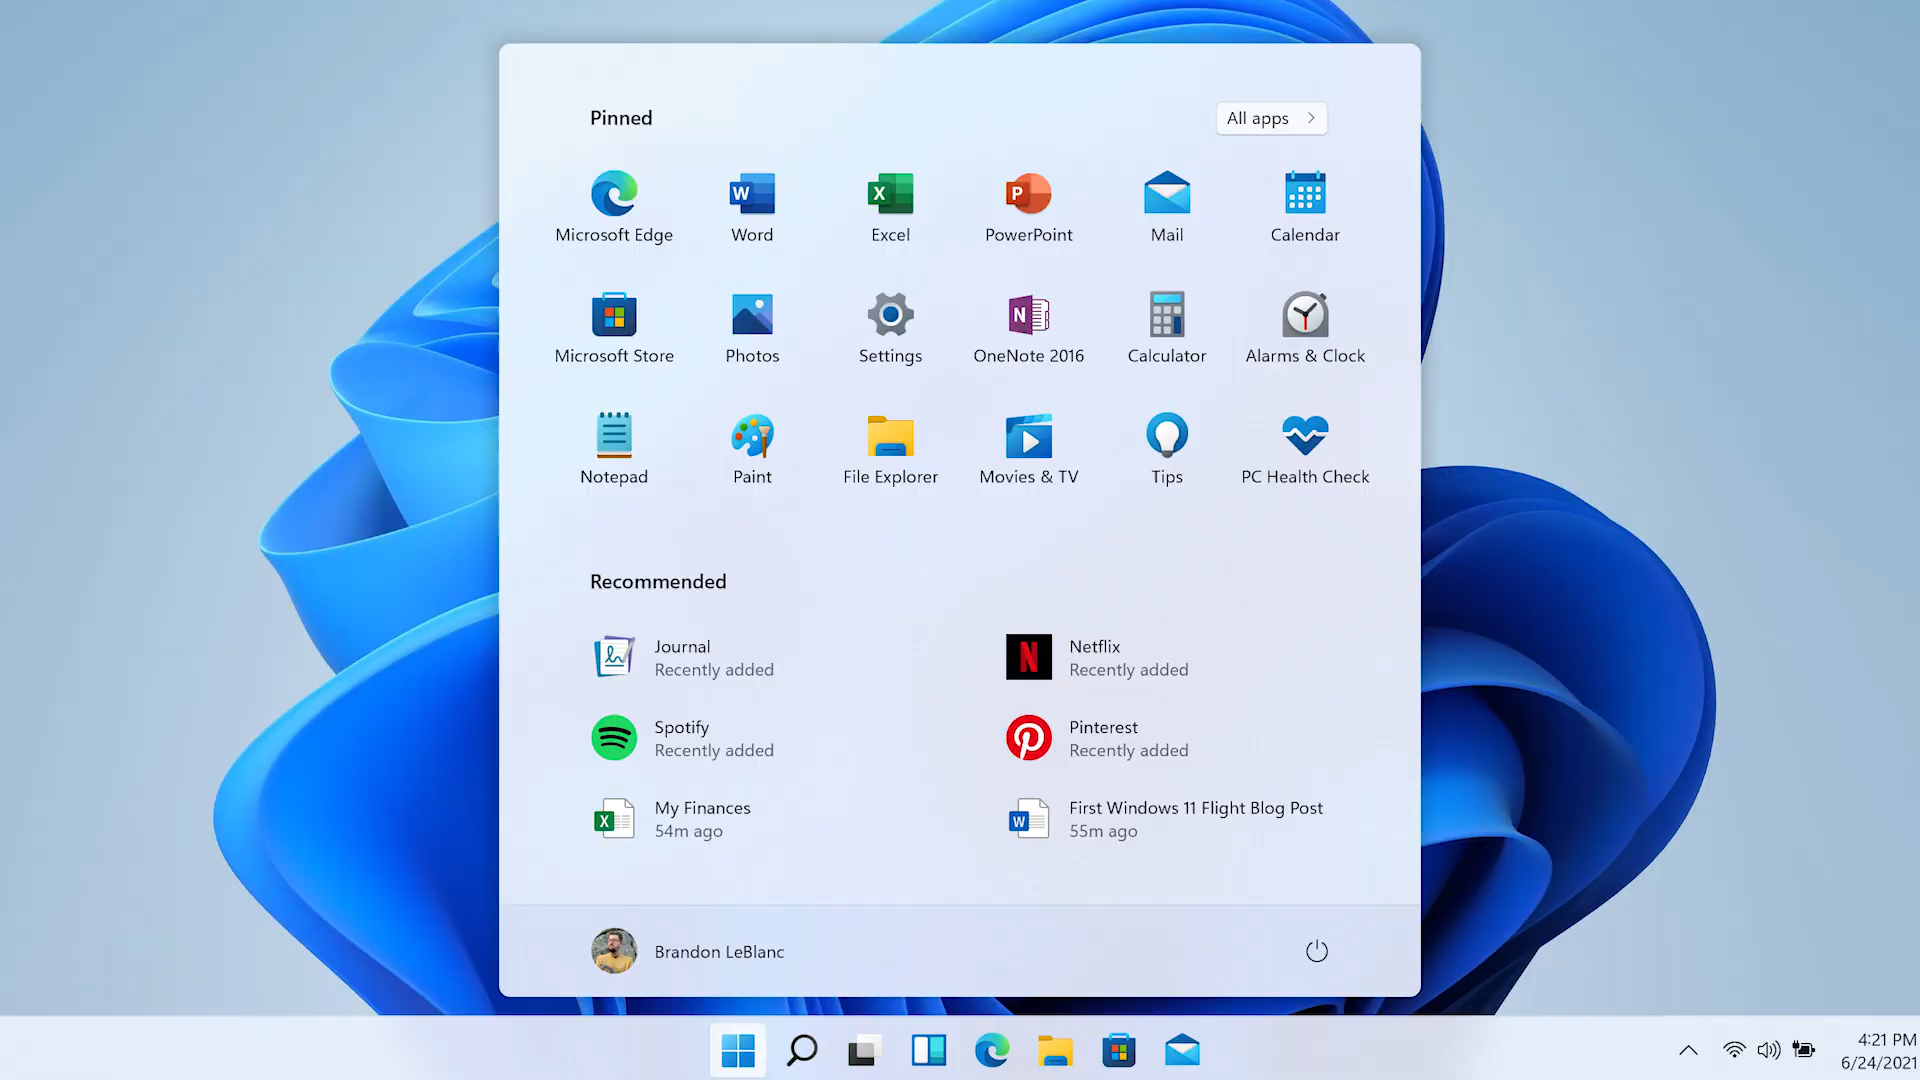 Pinned
All apps
Microsoft Edge
Word
Excel
PowerPoint
Mail
Calendar
Microsoft Store
Photos
Settings
OneNote 2016
Calculator
Alarms & Clock
Notepad
Paint
File Explorer
Movies & TV
Tips
PC Health Check
Recommended
Journal
Recently added
Netflix
Recently added
Spotify
Recently added
Pinterest
Recently added
My Finances
54m ago
First Windows 11 Flight Blog Post
55m ago
Brandon LeBlanc
4:21 PM
6/24/2021